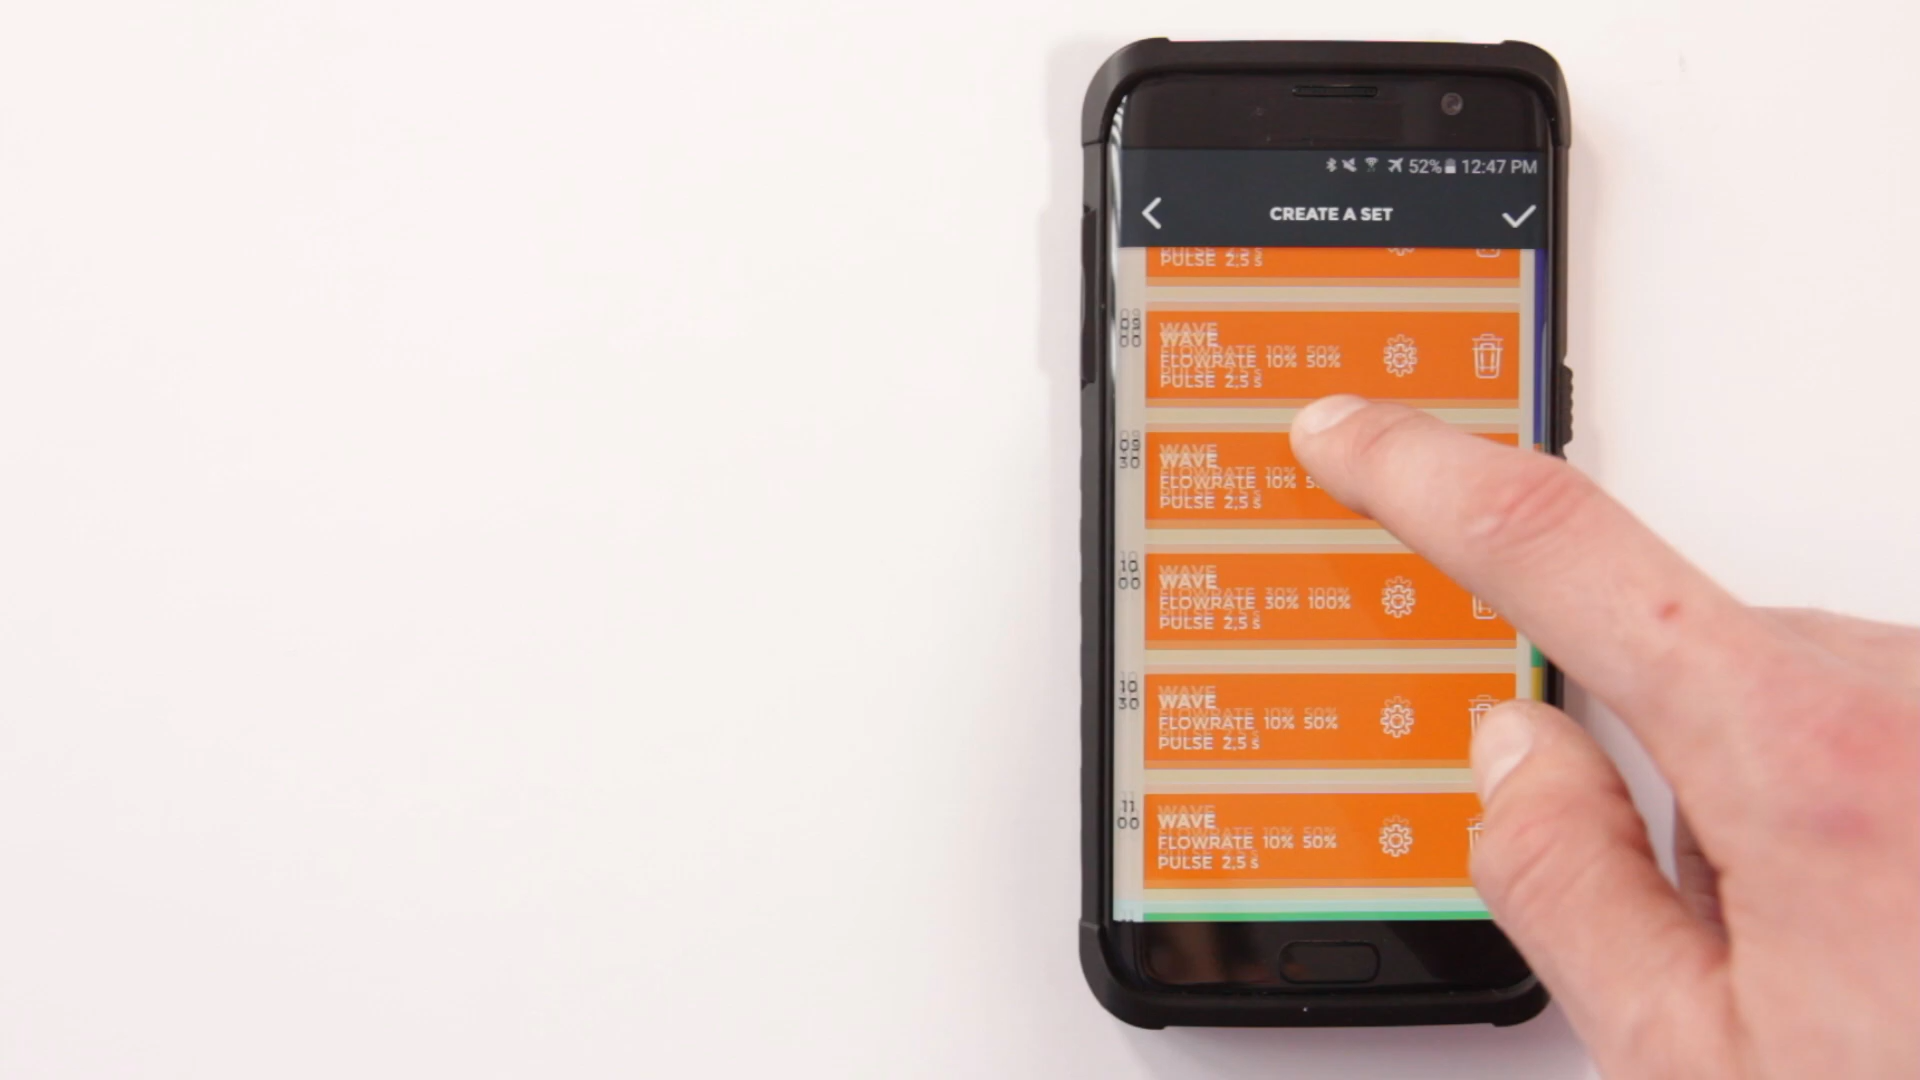 52% 12:47 PM
CREATE A SET
PULSE 2,5 s
09
00
WAVE
FLOWRATE 10% 50%
PULSE 2,5 s
09
30
WAVE
FLOWRATE 10%
PULSE 2,5 s
10
00
WAVE
FLOWRATE 30% 100%
PULSE 2,5 s
10
30
WAVE
FLOWRATE 10% 50%
PULSE 2,5 s
11
00
WAVE
FLOWRATE 10% 50%
PULSE 2,5 s